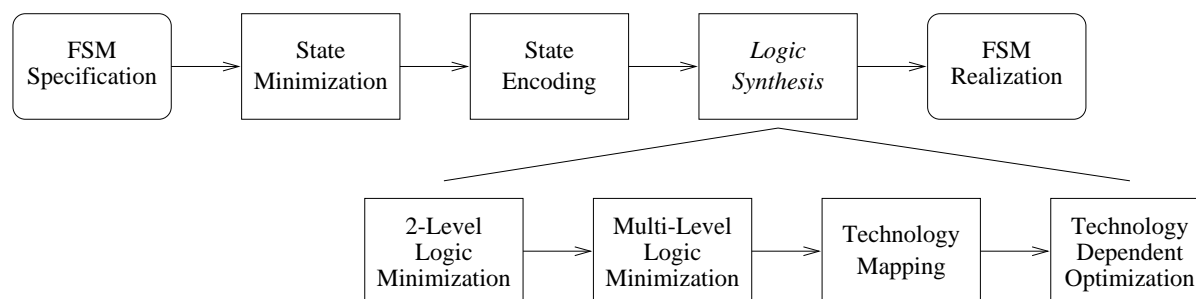 FSM
Specification
State
Minimization
State
Encoding
Logic
Synthesis
FSM
Realization
2-Level
Logic
Minimization
Multi-Level
Logic
Minimization
Technology
Mapping
Technology
Dependent
Optimization